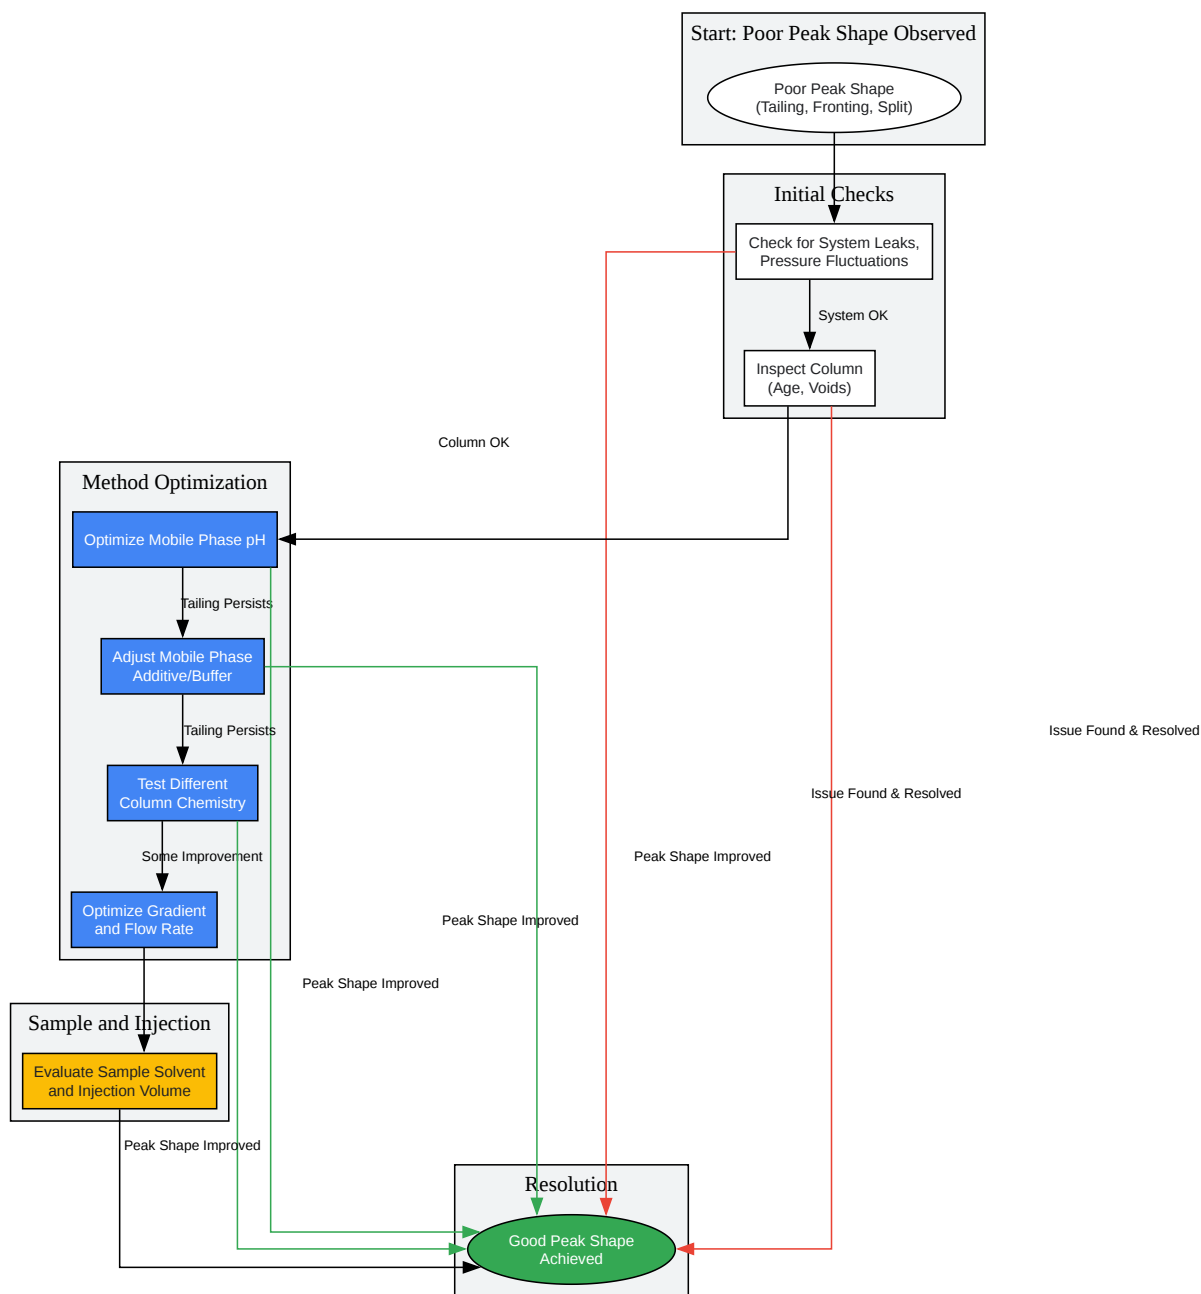 Start: Poor Peak Shape Observed
Poor Peak Shape
(Tailing, Fronting, Split)
Initial Checks
Check for System Leaks,
Pressure Fluctuations
System OK
Inspect Column
(Age, Voids)
Column OK
Method Optimization
Optimize Mobile Phase pH
Tailing Persists
Adjust Mobile Phase
Additive/Buffer
Tailing Persists
Issue Found & Resolved
Test Different
Column Chemistry
Issue Found & Resolved
Some Improvement
Peak Shape Improved
Optimize Gradient
and Flow Rate
Peak Shape Improved
Peak Shape Improved
Sample and Injection
Evaluate Sample Solvent
and Injection Volume
Peak Shape Improved
Resolution
Good Peak Shape
Achieved